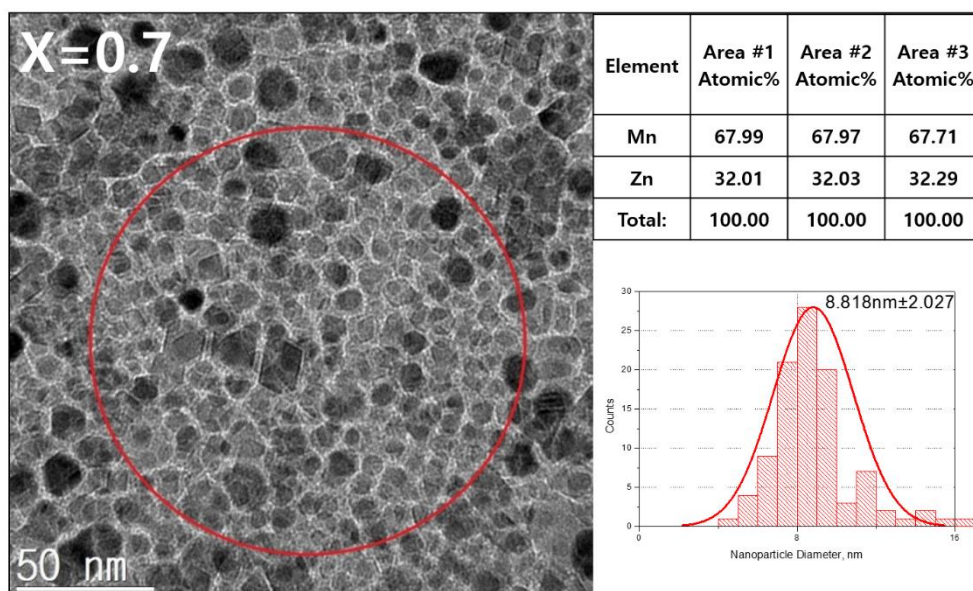 X=0.7
50 nm
Element Area #1 Atomic% Area #2 Atomic% Area #3 Atomic%
Mn 67.99 67.97 67.71
Zn 32.01 32.03 32.29
Total: 100.00 100.00 100.00
8.818nm±2.027
30
25
20
15
10
5
0
Counts
0 8 16
Nanoparticle Diameter, nm